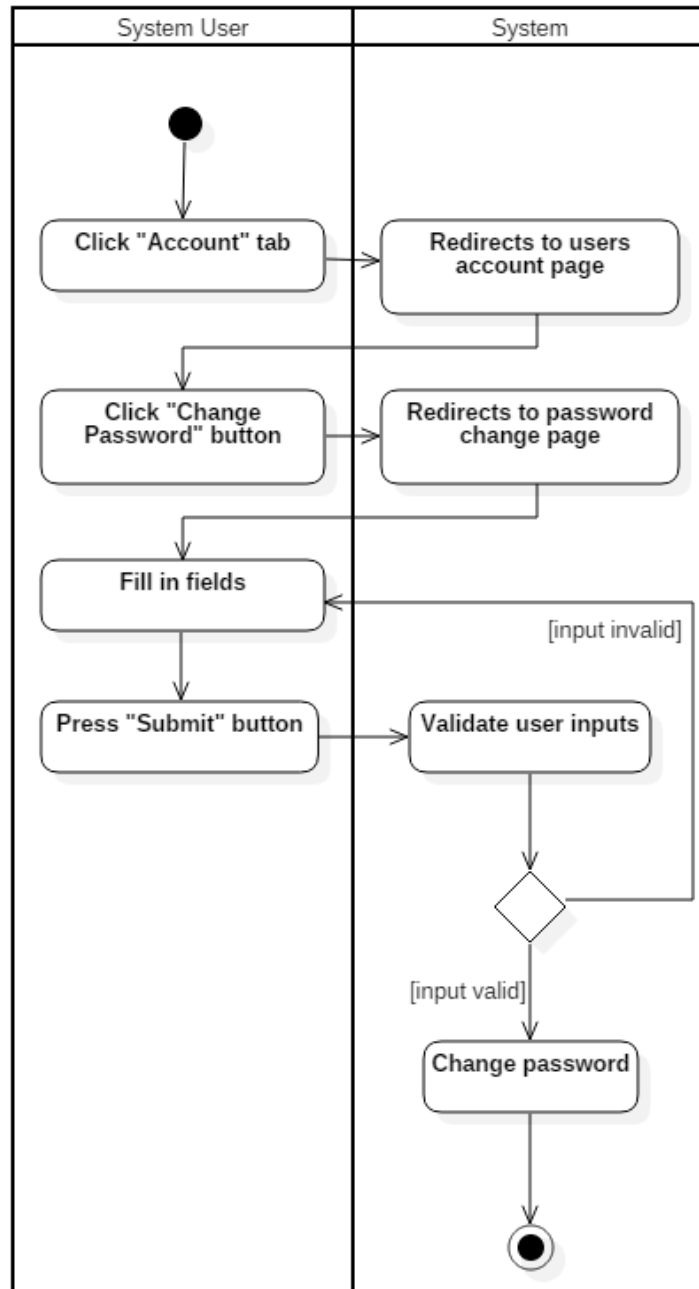 System User
System
Click "Account" tab
Redirects to users
account page
Click "Change
Password" button
Redirects to password
change page
Fill in fields
[input invalid]
Press "Submit" button
Validate user inputs
[input valid]
Change password